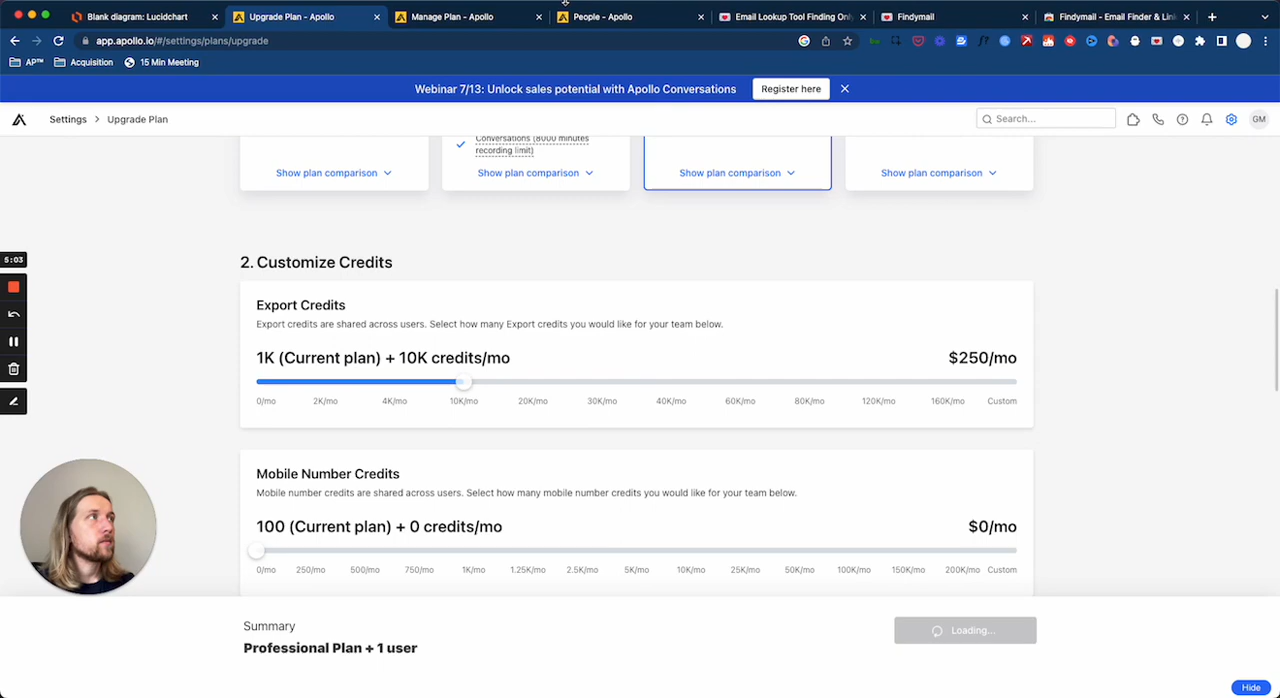 Blank diagram: Lucidchart
Upgrade Plan - Apollo
Manage Plan - Apollo
People - Apollo
Email Lookup Tool Finding Onl
Findymail
Findymail - Email Finder & Lin
app.apollo.io/#/settings/plans/upgrade
AP™
Acquisition
15 Min Meeting
Webinar 7/13: Unlock sales potential with Apollo Conversations
Register here
Settings > Upgrade Plan
Search...
GM
Conversations (8000 minutes
recording limit)
Show plan comparison
Show plan comparison
Show plan comparison
Show plan comparison
5:03
2. Customize Credits
Export Credits
Export credits are shared across users. Select how many Export credits you would like for your team below.
1K (Current plan) + 10K credits/mo
$250/mo
0/mo 2K/mo 4K/mo 10K/mo 20K/mo 30K/mo 40K/mo 60K/mo 80K/mo 120K/mo 160K/mo Custom
Mobile Number Credits
Mobile number credits are shared across users. Select how many mobile number credits you would like for your team below.
100 (Current plan) + 0 credits/mo
$0/mo
0/mo 250/mo 500/mo 750/mo 1K/mo 1.25K/mo 2.5K/mo 5K/mo 10K/mo 25K/mo 50K/mo 100K/mo 150K/mo 200K/mo Custom
Summary
Professional Plan + 1 user
Loading...
Hide